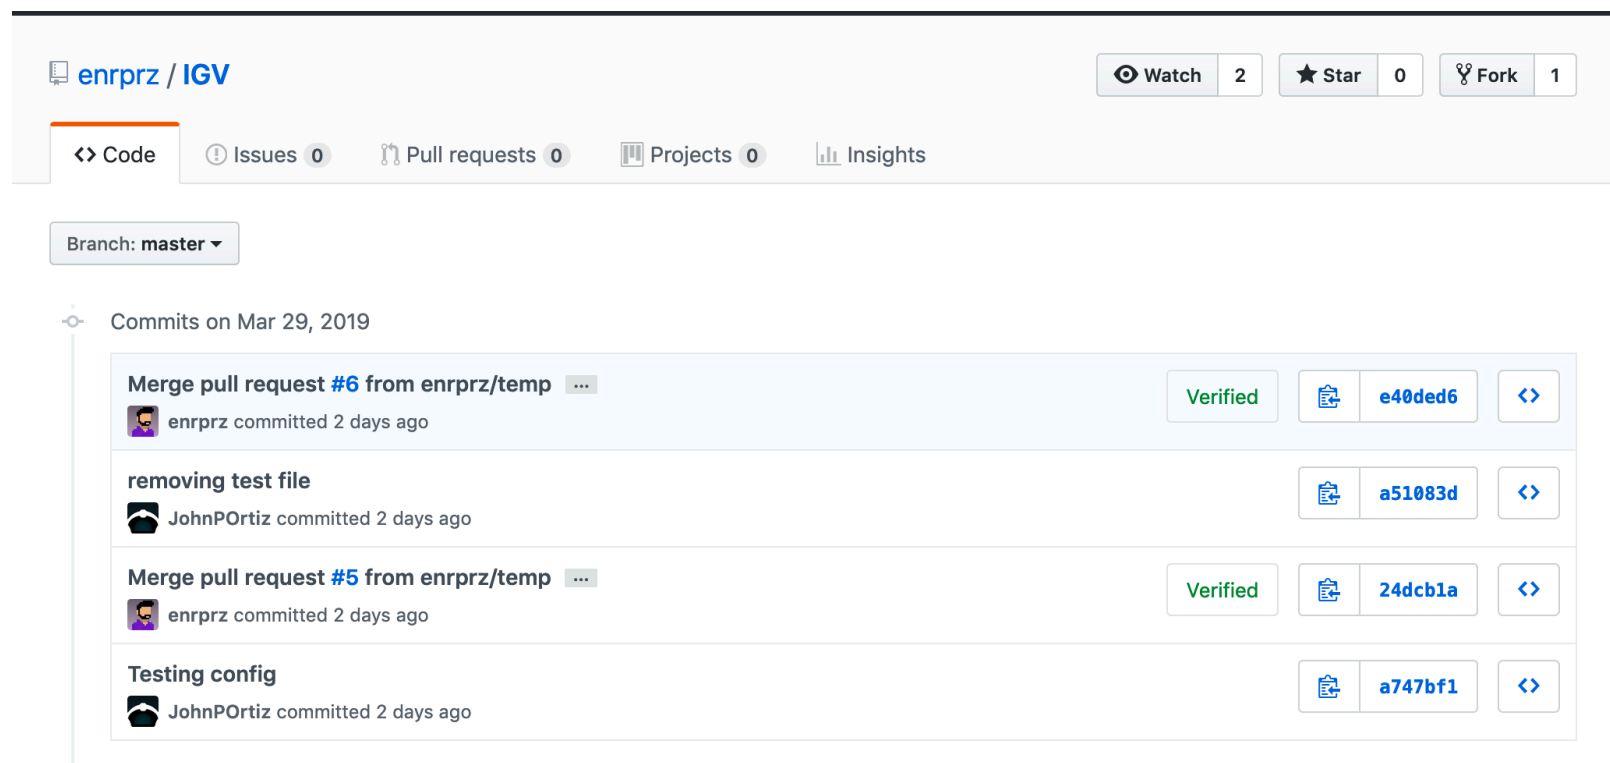 enrprz / IGV
Watch 2 Star 0 Fork 1
Code Issues 0 Pull requests 0 Projects 0 Insights
Branch: master
Commits on Mar 29, 2019
Merge pull request #6 from enrprz/temp ...
enrprz committed 2 days ago
Verified e40ded6
removing test file
JohnPOrtiz committed 2 days ago
a51083d
Merge pull request #5 from enrprz/temp ...
enrprz committed 2 days ago
Verified 24dcb1a
Testing config
JohnPOrtiz committed 2 days ago
a747bf1